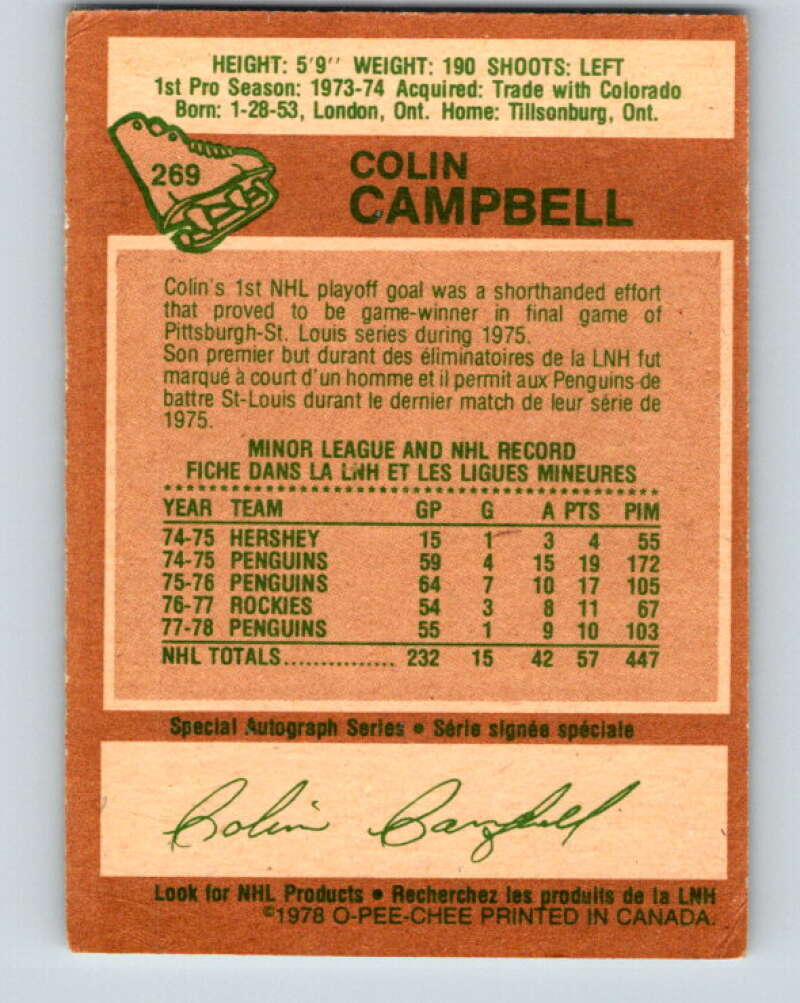 HEIGHT: 5'9'' WEIGHT: 190 SHOOTS: LEFT
1st Pro Season: 1973-74 Acquired: Trade with Colorado
Born: 1-28-53, London, Ont. Home: Tillsonburg, Ont.
269
COLIN
CAMPBELL
Colin's 1st NHL playoff goal was a shorthanded effort
that proved to be game-winner in final game of
Pittsburgh-St. Louis series during 1975.
Son premier but durant des éliminatoires de la LNH fut
marqué à court d'un homme et il permit aux Penguins de
battre St-Louis durant le dernier match de leur série de
1975.
MINOR LEAGUE AND NHL RECORD
FICHE DANS LA LNH ET LES LIGUES MINEURES
YEAR TEAM GP G A PTS PIM
74-75 HERSHEY 15 1 3 4 55
74-75 PENGUINS 59 4 15 19 172
75-76 PENGUINS 64 7 10 17 105
76-77 ROCKIES 54 3 8 11 67
77-78 PENGUINS 55 1 9 10 103
NHL TOTALS............... 232 15 42 57 447
Special Autograph Series • Série signée spéciale
Colin Campbell
Look for NHL Products • Recherchez les produits de la LNH
©1978 O-PEE-CHEE PRINTED IN CANADA.